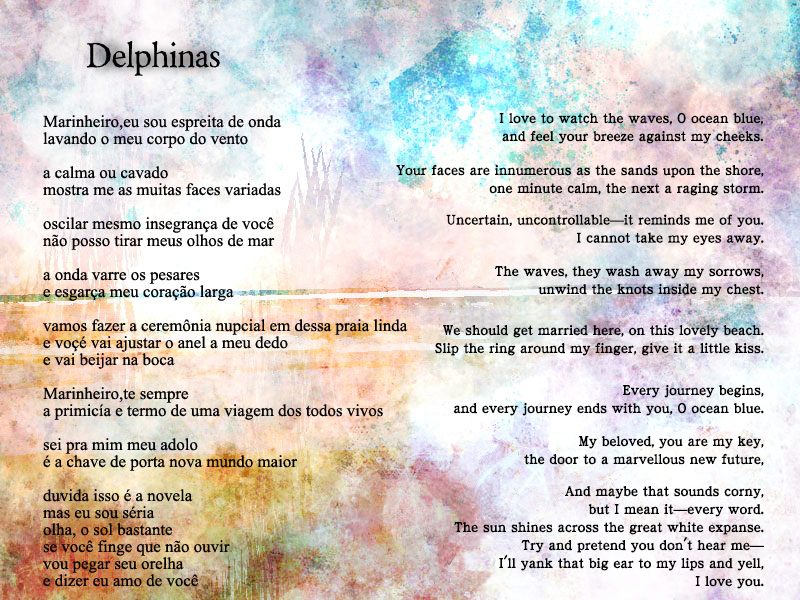 Delphinas
Marinheiro,eu sou espreita de onda
lavando o meu corpo do vento
a calma ou cavado
mostra me as muitas faces variadas
oscilar mesmo insegrança de você
não posso tirar meus olhos de mar
a onda varre os pesares
e esgarça meu coração larga
vamos fazer a ceremônia nupcial em dessa praia linda
e voçé vai ajustar o anel a meu dedo
e vai beijar na boca
Marinheiro,te sempre
a primicía e termo de uma viagem dos todos vivos
sei pra mim meu adolo
é a chave de porta nova mundo maior
duvida isso é a novela
mas eu sou séria
olha, o sol bastante
se você finge que não ouvir
vou pegar seu orelha
e dizer eu amo de você
I love to watch the waves, O ocean blue,
and feel your breeze against my cheeks.
Your faces are innumerous as the sands upon the shore,
one minute calm, the next a raging storm.
Uncertain, uncontrollable—it reminds me of you.
I cannot take my eyes away.
The waves, they wash away my sorrows,
unwind the knots inside my chest.
We should get married here, on this lovely beach.
Slip the ring around my finger, give it a little kiss.
Every journey begins,
and every journey ends with you, O ocean blue.
My beloved, you are my key,
the door to a marvellous new future,
And maybe that sounds corny,
but I mean it—every word.
The sun shines across the great white expanse.
Try and pretend you don't hear me—
I'll yank that big ear to my lips and yell,
I love you.